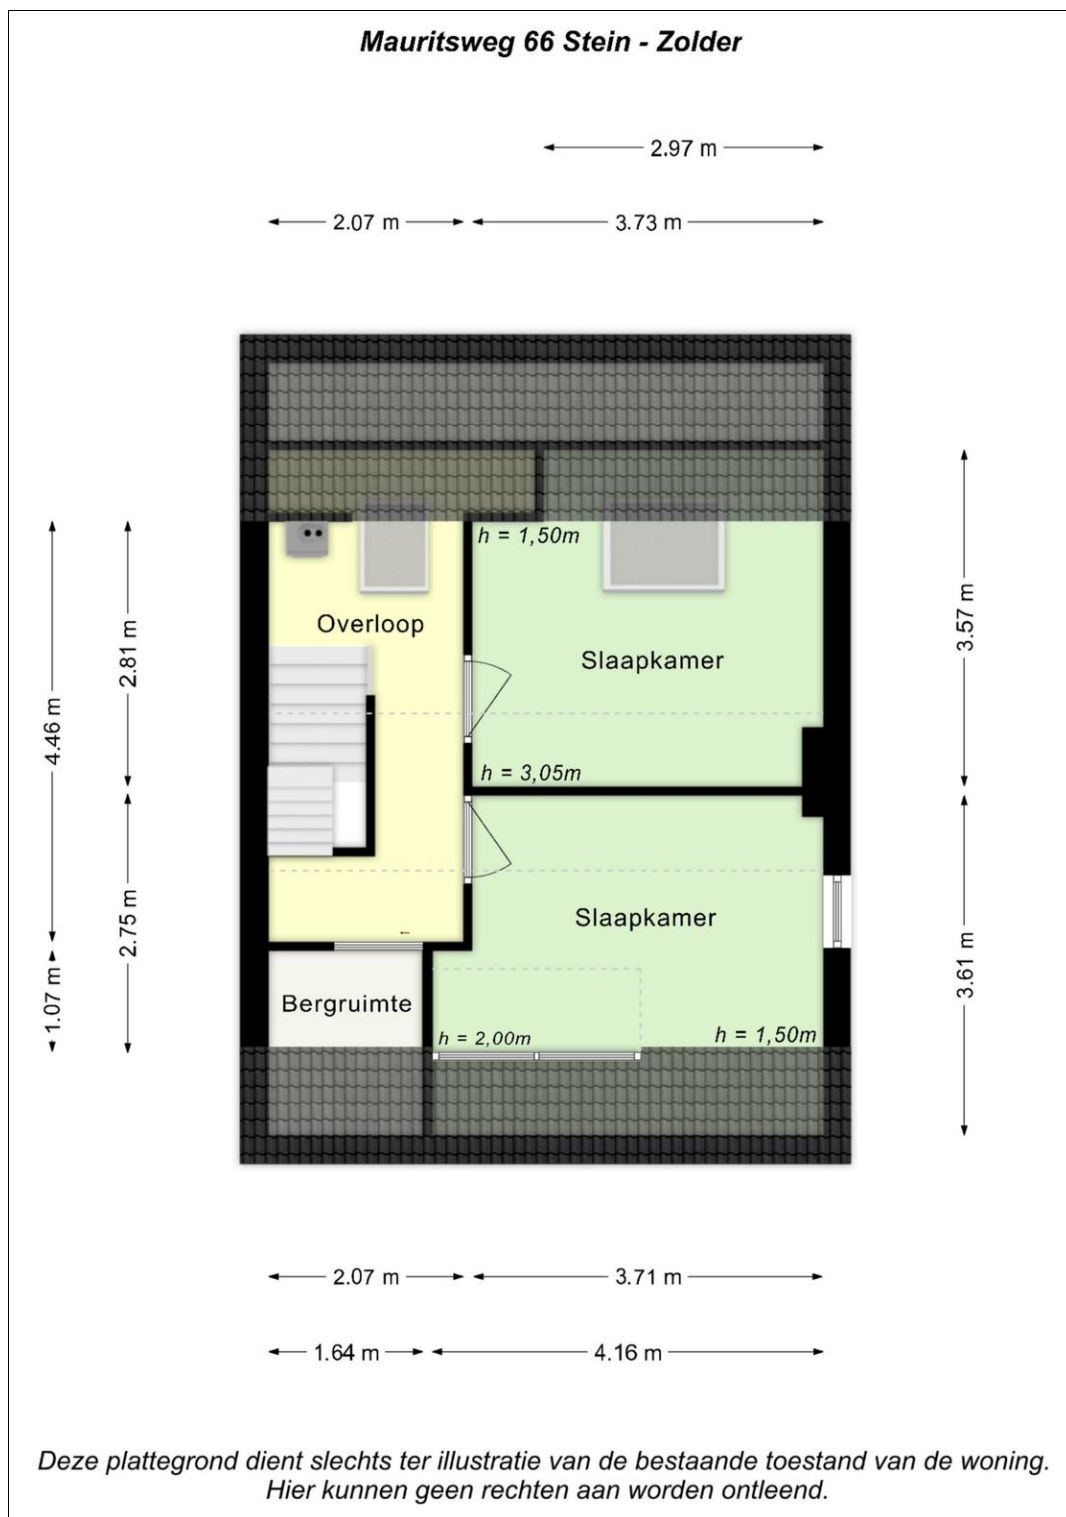 Mauritsweg 66 Stein - Zolder
2.97 m
2.07 m
3.73 m
h = 1,50m
Overloop
Slaapkamer
2.81 m
3.57 m
4.46 m
h = 3,05m
Slaapkamer
2.75 m
3.61 m
1.07 m
Bergruimte
h = 2,00m
h = 1,50m
2.07 m
3.71 m
1.64 m
4.16 m
Deze plattegrond dient slechts ter illustratie van de bestaande toestand van de woning.
Hier kunnen geen rechten aan worden ontleend.